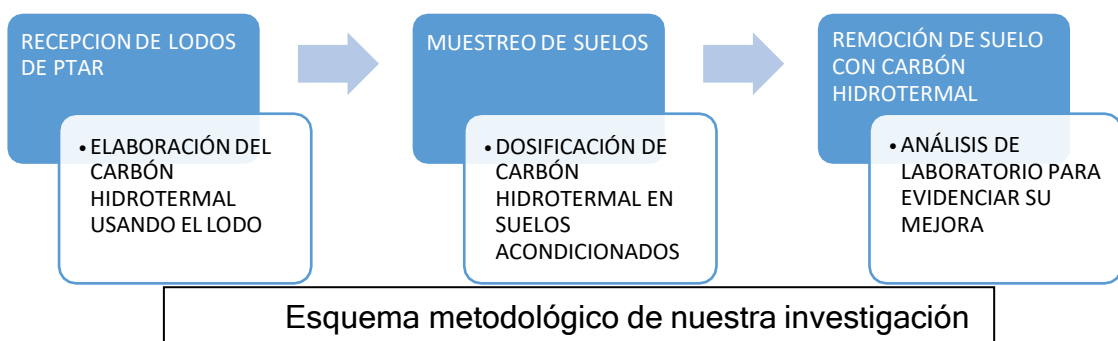 RECEPCION DE LODOS
DE PTAR
• ELABORACIÓN DEL
CARBÓN
HIDROTERMAL
USANDO EL LODO
MUESTREO DE SUELOS
• DOSIFICACIÓN DE
CARBÓN
HIDROTERMAL EN
SUELOS
ACONDICIONADOS
REMOCIÓN DE SUELO
CON CARBÓN
HIDROTERMAL
• ANÁLISIS DE
LABORATORIO PARA
EVIDENCIAR SU
MEJORA
Esquema metodológico de nuestra investigación